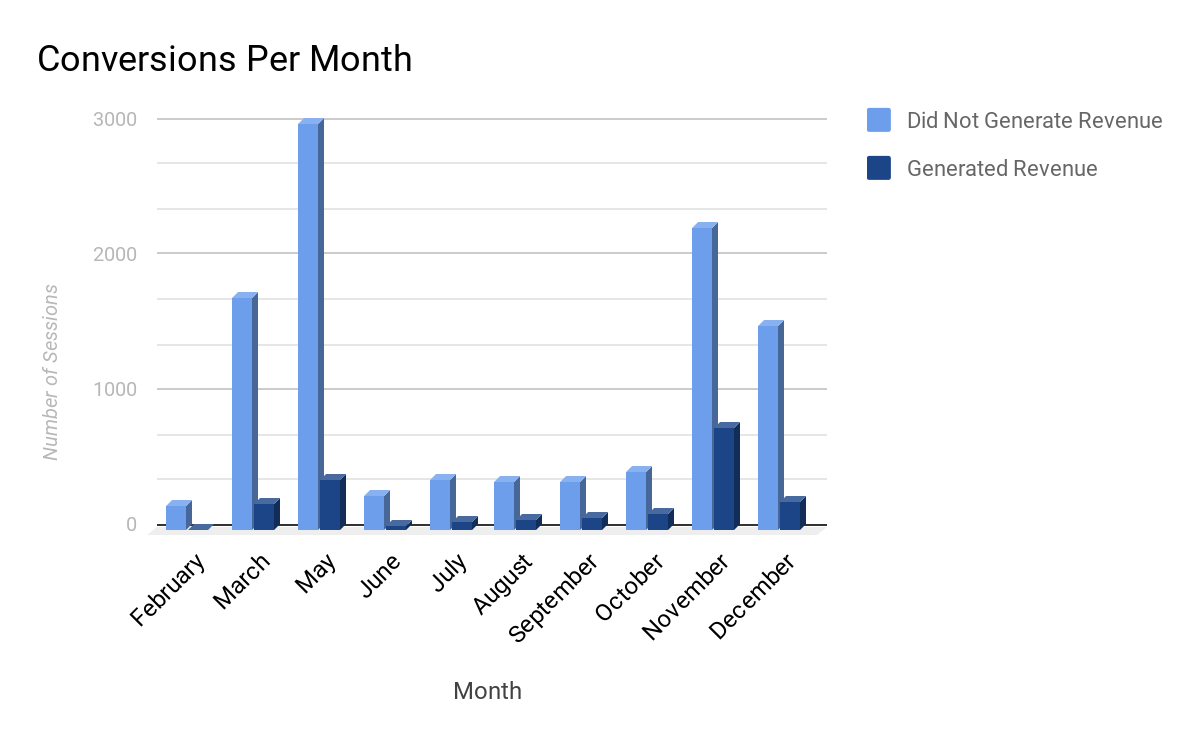 Conversions Per Month
Did Not Generate Revenue
Generated Revenue
3000
2000
1000
0
Number of Sessions
February
March
May
June
July
August
September
October
November
December
Month